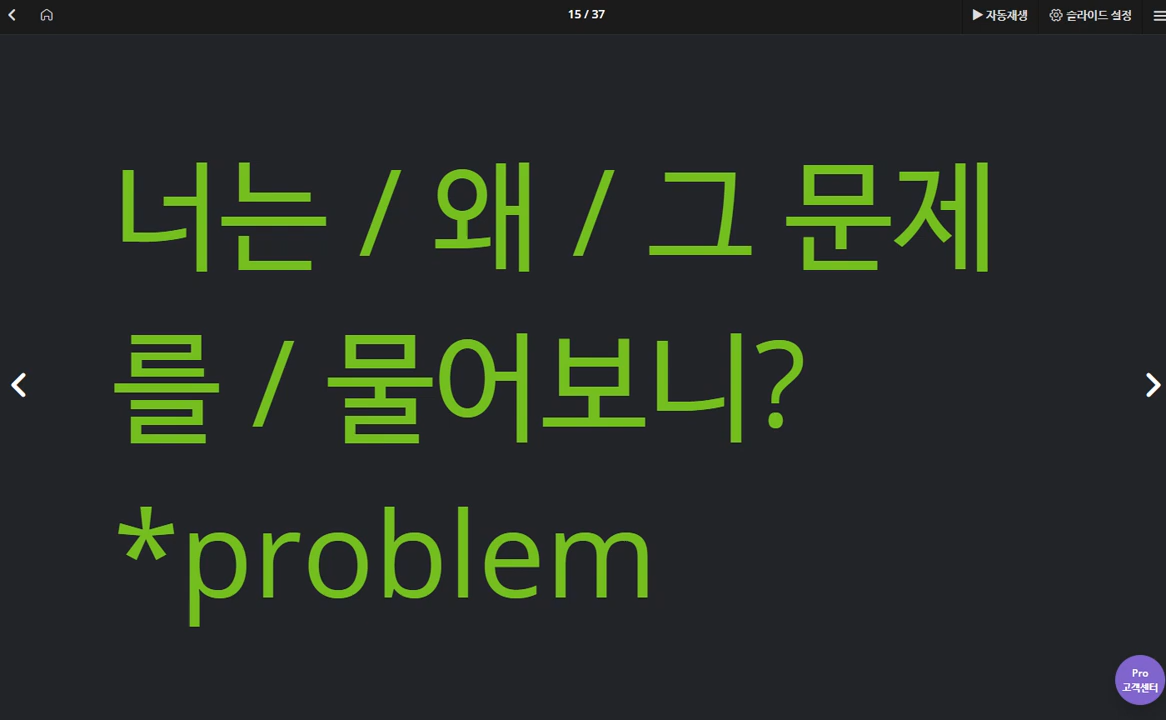 15 / 37
▶ 자동재생
슬라이드 설정
너는 / 왜 / 그 문제
를 / 물어보니?
*problem
Pro
고객센터